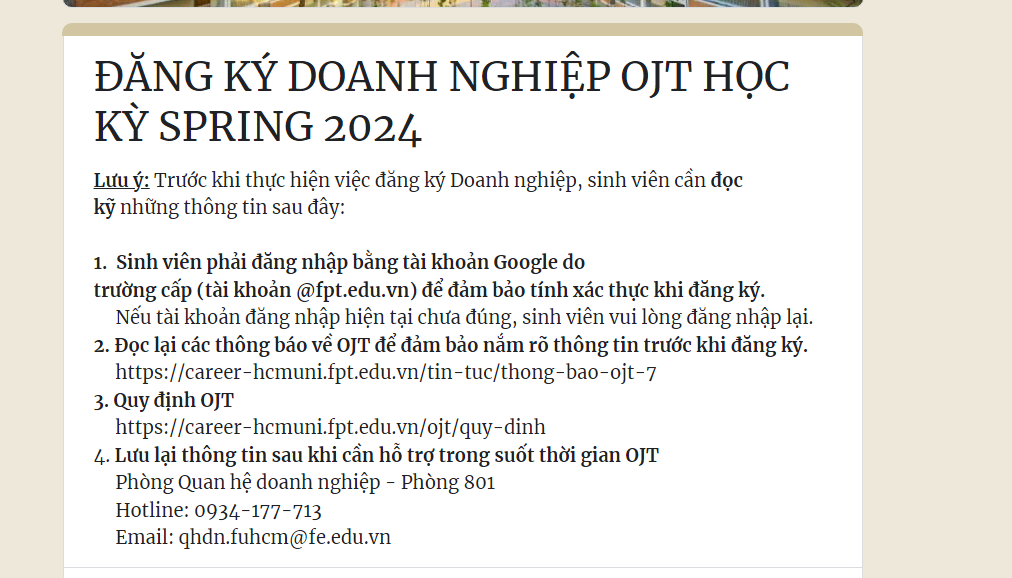 ĐĂNG KÝ DOANH NGHIỆP OJT HỌC
KỲ SPRING 2024
Lưu ý: Trước khi thực hiện việc đăng ký Doanh nghiệp, sinh viên cần đọc
kỹ những thông tin sau đây:
1. Sinh viên phải đăng nhập bằng tài khoản Google do
trường cấp (tài khoản @fpt.edu.vn) để đảm bảo tính xác thực khi đăng ký.
Nếu tài khoản đăng nhập hiện tại chưa đúng, sinh viên vui lòng đăng nhập lại.
2. Đọc lại các thông báo về OJT để đảm bảo nắm rõ thông tin trước khi đăng ký.
https://career-hcmuni.fpt.edu.vn/tin-tuc/thong-bao-ojt-7
3. Quy định OJT
https://career-hcmuni.fpt.edu.vn/ojt/quy-dinh
4. Lưu lại thông tin sau khi cần hỗ trợ trong suốt thời gian OJT
Phòng Quan hệ doanh nghiệp - Phòng 801
Hotline: 0934-177-713
Email: qhdn.fuhcm@fe.edu.vn